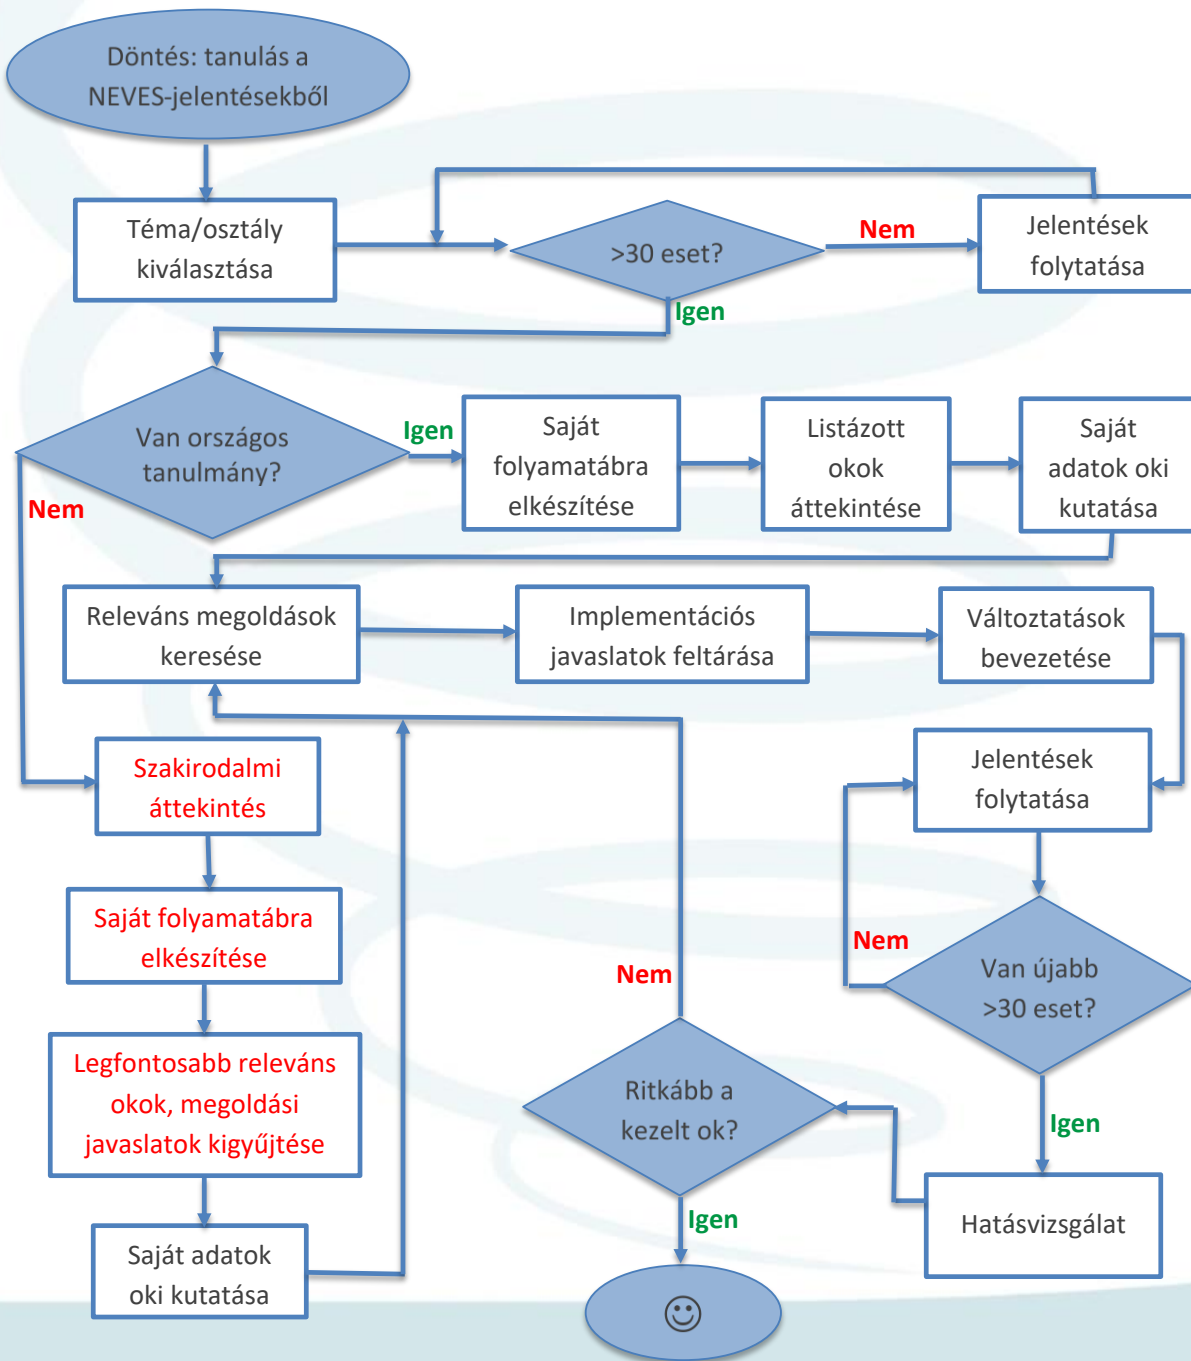 Döntés: tanulás a
NEVES-jelentésekből
Téma/osztály
kiválasztása
>30 eset?
Nem
Jelentések
folytatása
Igen
Van országos
tanulmány?
Igen
Saját
folyamatábra
elkészítése
Listázott
okok
áttekintése
Saját
adatok oki
kutatása
Nem
Releváns megoldások
keresése
Implementációs
javaslatok feltárása
Változtatások
bevezetése
Szakirodalmi
áttekintés
Jelentések
folytatása
Saját folyamatábra
elkészítése
Nem
Nem
Van újabb
>30 eset?
Legfontosabb releváns
okok, megoldási
javaslatok kigyűjtése
Ritkább a
kezelt ok?
Igen
Igen
Hatásvizsgálat
Saját adatok
oki kutatása